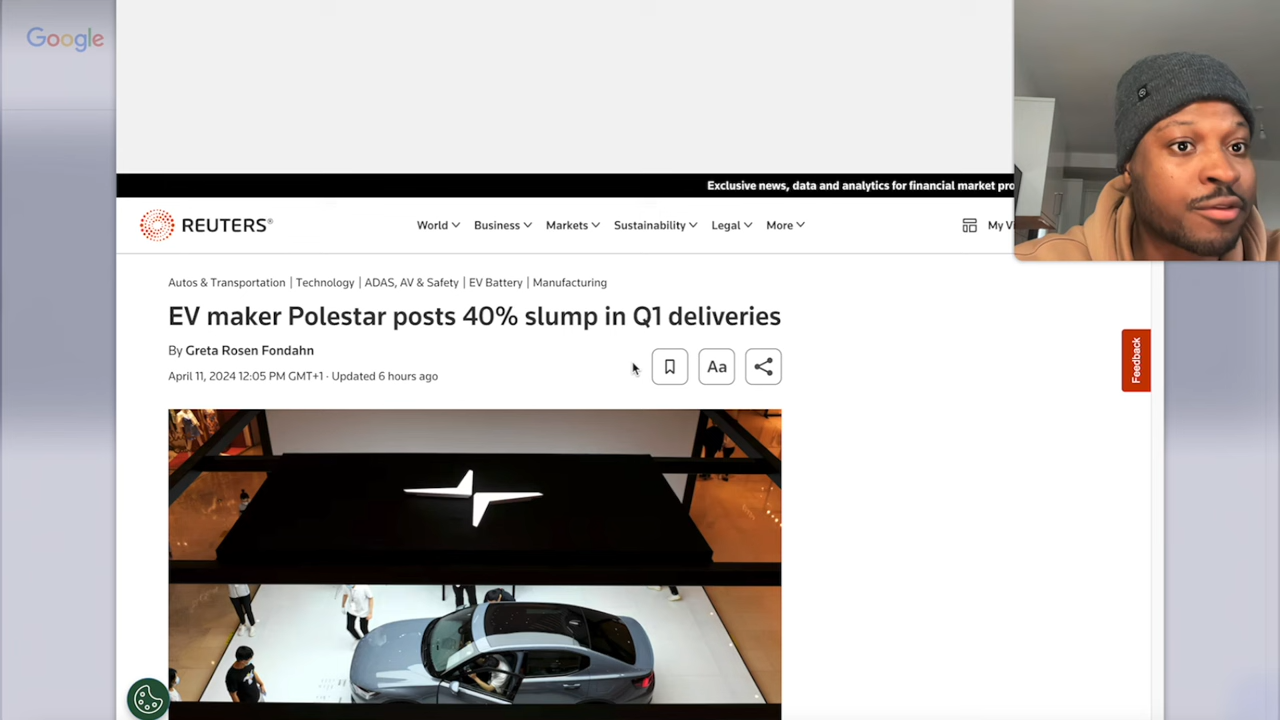 Google
Exclusive news, data and analytics for financial market pro
REUTERS®
World Business Markets Sustainability Legal More
My Vi
Autos & Transportation | Technology | ADAS, AV & Safety | EV Battery | Manufacturing
EV maker Polestar posts 40% slump in Q1 deliveries
By Greta Rosen Fondahn
April 11, 2024 12:05 PM GMT+1 · Updated 6 hours ago
Aa
Feedback